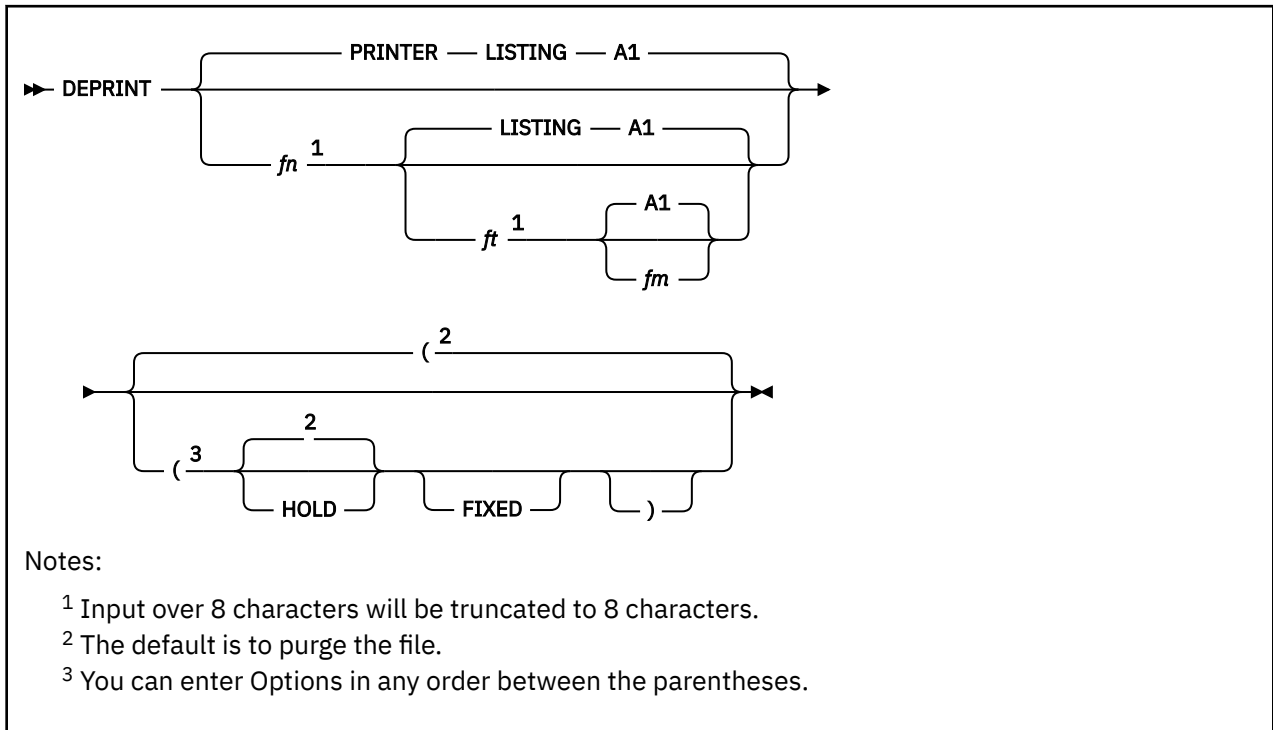 PRINTER LISTING A1
DEPRINT
LISTING A1
fn 1
A1
ft 1
fm
( 2
2
( 3
HOLD FIXED )
Notes:
1 Input over 8 characters will be truncated to 8 characters.
2 The default is to purge the file.
3 You can enter Options in any order between the parentheses.